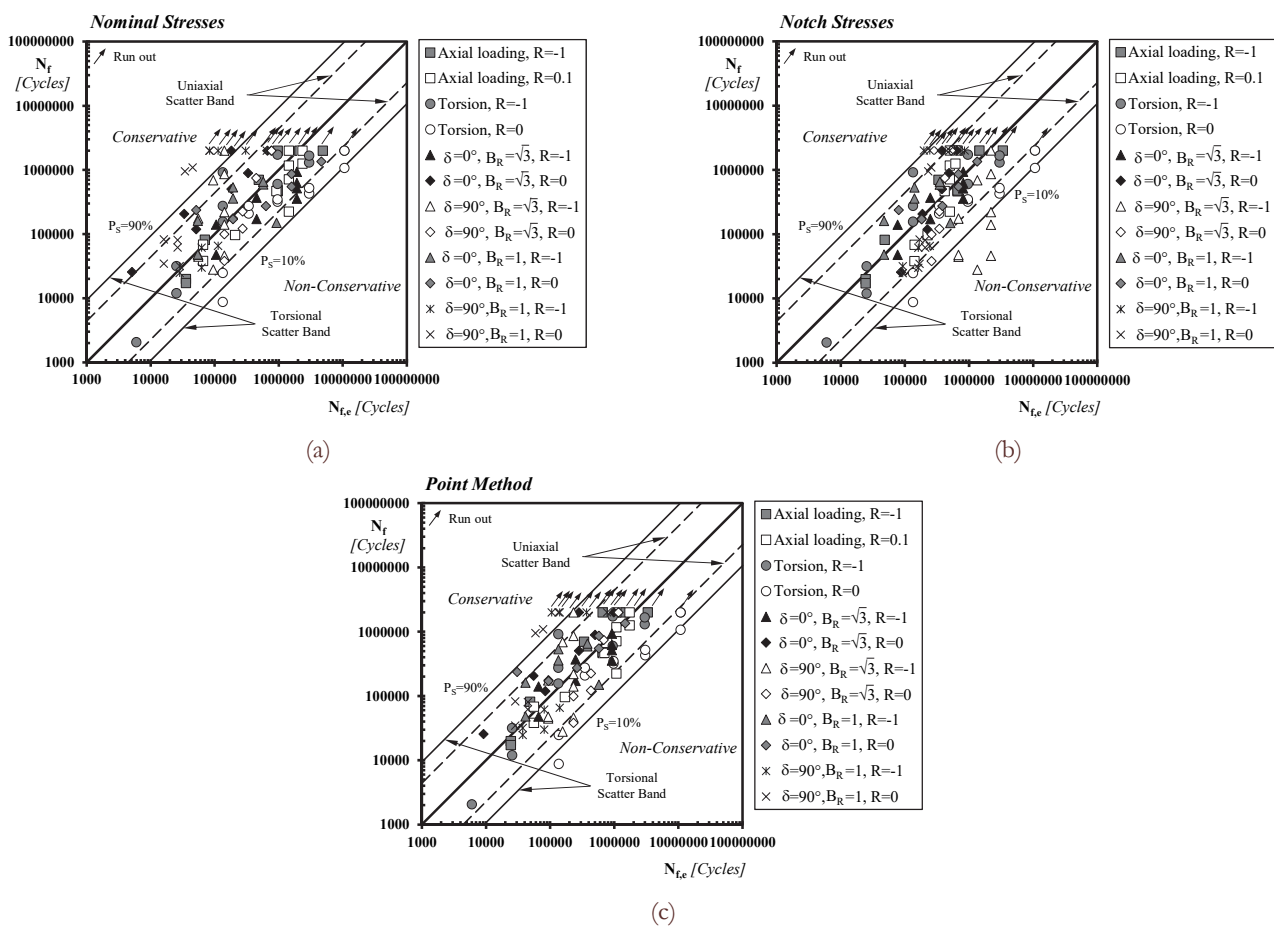 Nominal Stresses
100000000
10000000
1000000
100000
10000
1000
N_f
[Cycles]
Run out
Uniaxial
Scatter Band
Conservative
P_S=90%
P_S=10%
Non-Conservative
Torsional
Scatter Band
1000 10000 100000 1000000 10000000 100000000
N_f,e [Cycles]
Axial loading, R=-1
Axial loading, R=0.1
Torsion, R=-1
Torsion, R=0
δ=0°, B_R=√3, R=-1
δ=0°, B_R=√3, R=0
δ=90°, B_R=√3, R=-1
δ=90°, B_R=√3, R=0
δ=0°, B_R=1, R=-1
δ=0°, B_R=1, R=0
δ=90°,B_R=1, R=-1
δ=90°,B_R=1, R=0
(a)
Notch Stresses
100000000
10000000
1000000
100000
10000
1000
N_f
[Cycles]
Run out
Uniaxial
Scatter Band
Conservative
P_S=90%
P_S=10%
Non-Conservative
Torsional
Scatter Band
1000 10000 100000 1000000 10000000 100000000
N_f,e [Cycles]
Axial loading, R=-1
Axial loading, R=0.1
Torsion, R=-1
Torsion, R=0
δ=0°, B_R=√3, R=-1
δ=0°, B_R=√3, R=0
δ=90°, B_R=√3, R=-1
δ=90°, B_R=√3, R=0
δ=0°, B_R=1, R=-1
δ=0°, B_R=1, R=0
δ=90°,B_R=1, R=-1
δ=90°,B_R=1, R=0
(b)
Point Method
100000000
10000000
1000000
100000
10000
1000
N_f
[Cycles]
Run out
Uniaxial
Scatter Band
Conservative
P_S=90%
P_S=10%
Non-Conservative
Torsional
Scatter Band
1000 10000 100000 1000000 10000000 100000000
N_f,e [Cycles]
Axial loading, R=-1
Axial loading, R=0.1
Torsion, R=-1
Torsion, R=0
δ=0°, B_R=√3, R=-1
δ=0°, B_R=√3, R=0
δ=90°, B_R=√3, R=-1
δ=90°, B_R=√3, R=0
δ=0°, B_R=1, R=-1
δ=0°, B_R=1, R=0
δ=90°,B_R=1, R=-1
δ=90°,B_R=1, R=0
(c)